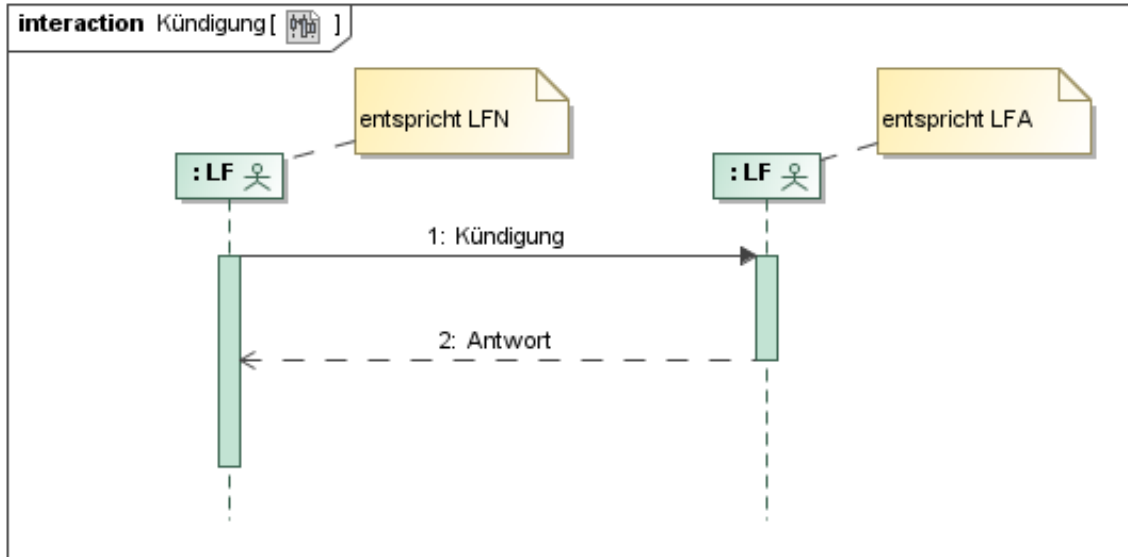 interaction Kündigung[ ]
entspricht LFN
entspricht LFA
: LF
: LF
1: Kündigung
2: Antwort